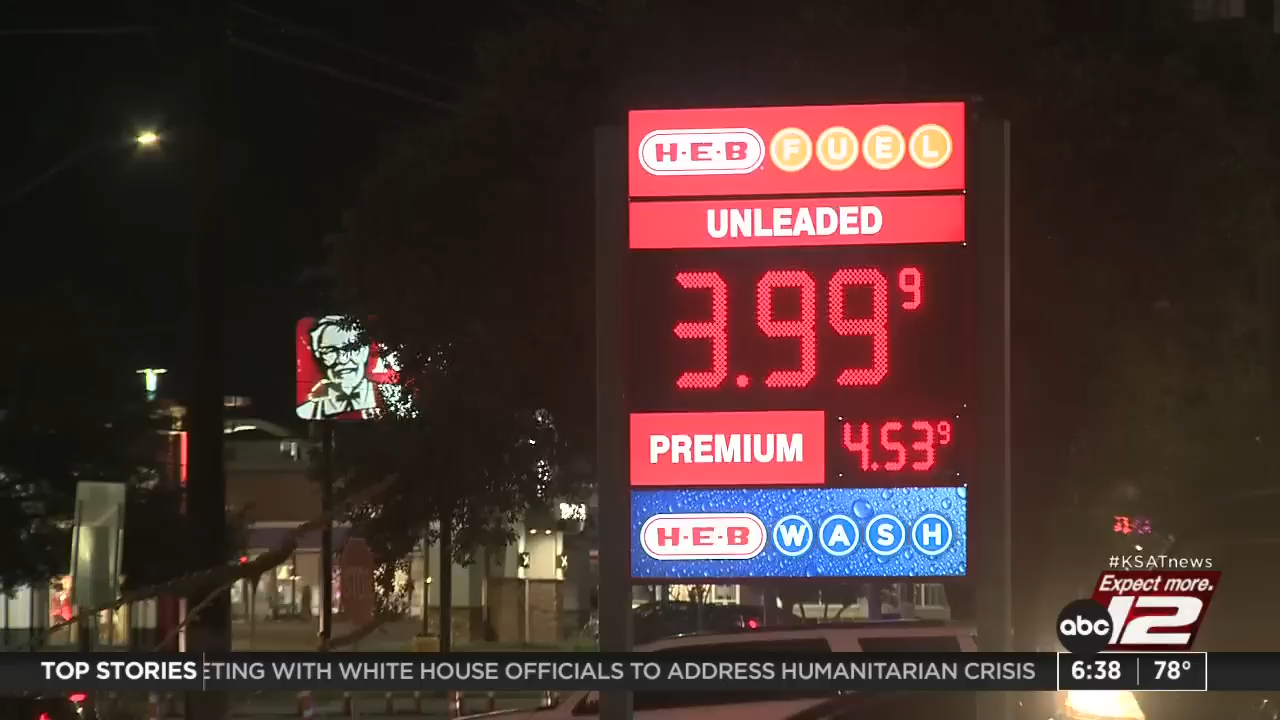 H-E-B FUEL
UNLEADED
3.99 9
PREMIUM 4.53 9
H-E-B WASH
#KSATnews
Expect more.
abc 12
TOP STORIES ETING WITH WHITE HOUSE OFFICIALS TO ADDRESS HUMANITARIAN CRISIS 6:38 78°